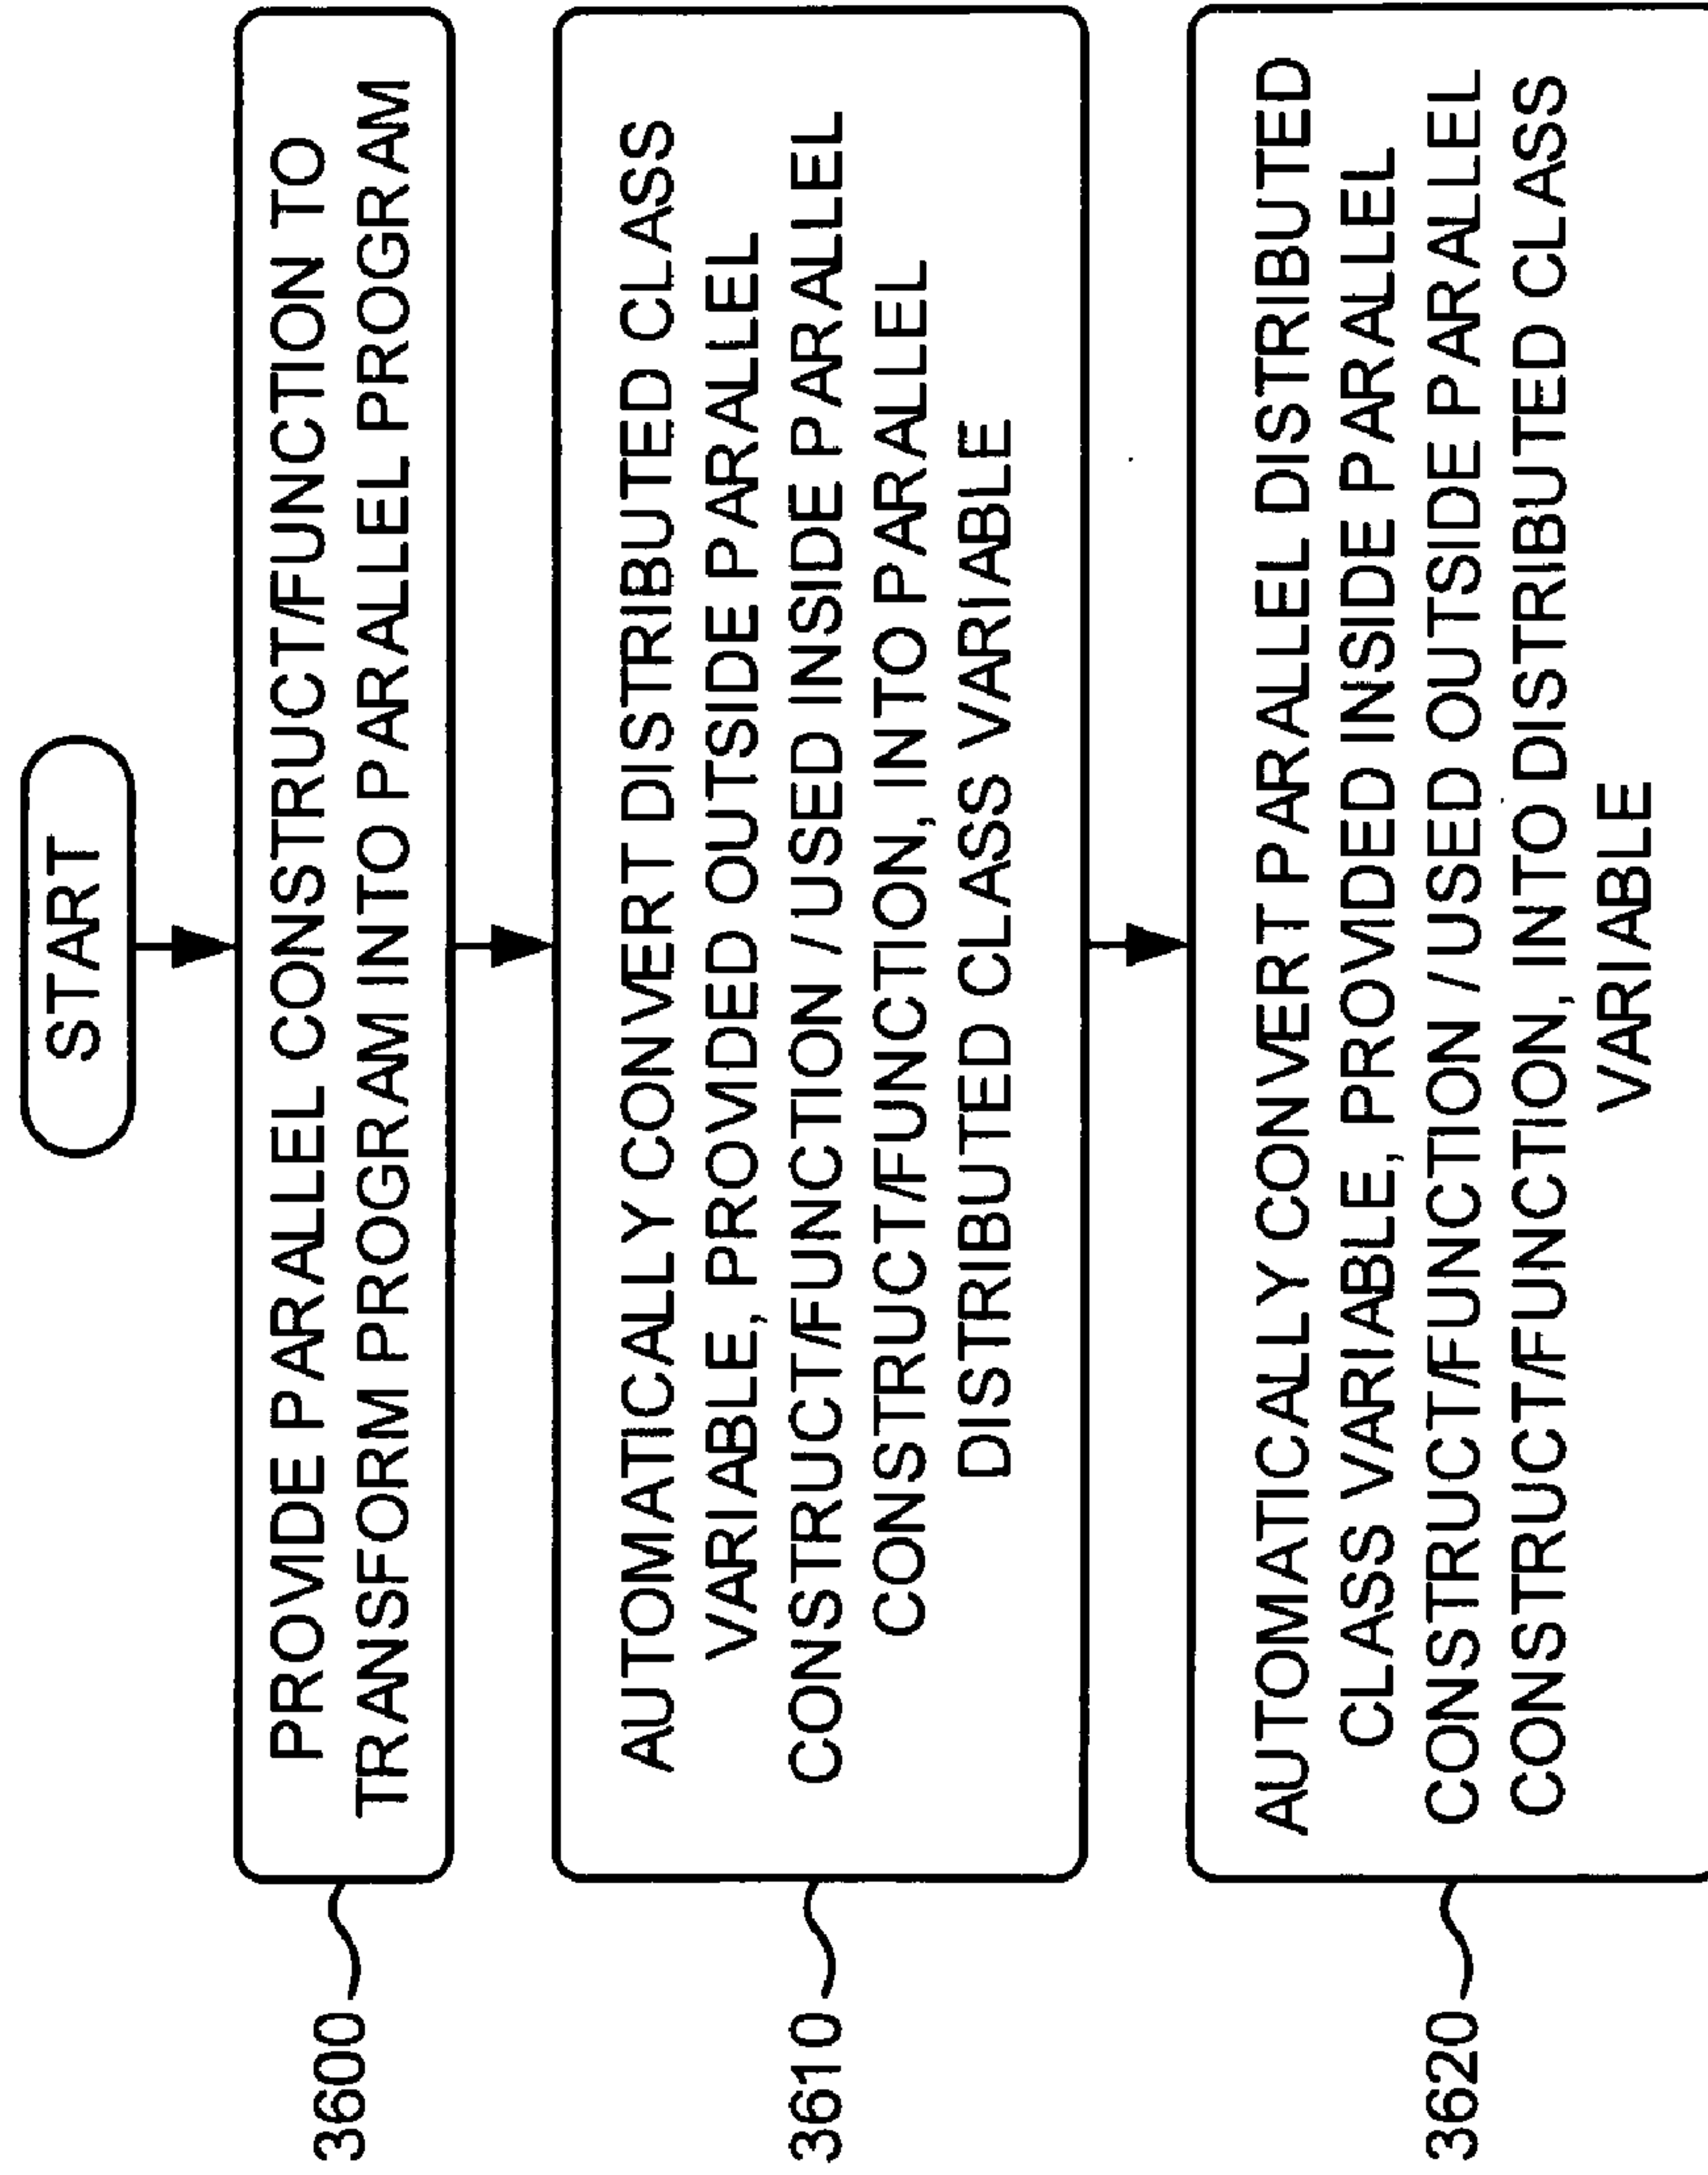 START
3600
PROVIDE PARALLEL CONSTRUCT/FUNCTION TO
TRANSFORM PROGRAM INTO PARALLEL PROGRAM
3610
AUTOMATICALLY CONVERT DISTRIBUTED CLASS
VARIABLE, PROVIDED OUTSIDE PARALLEL
CONSTRUCT/FUNCTION / USED INSIDE PARALLEL
CONSTRUCT/FUNCTION, INTO PARALLEL
DISTRIBUTED CLASS VARIABLE
3620
AUTOMATICALLY CONVERT PARALLEL DISTRIBUTED
CLASS VARIABLE, PROVIDED INSIDE PARALLEL
CONSTRUCT/FUNCTION / USED OUTSIDE PARALLEL
CONSTRUCT/FUNCTION, INTO DISTRIBUTED CLASS
VARIABLE